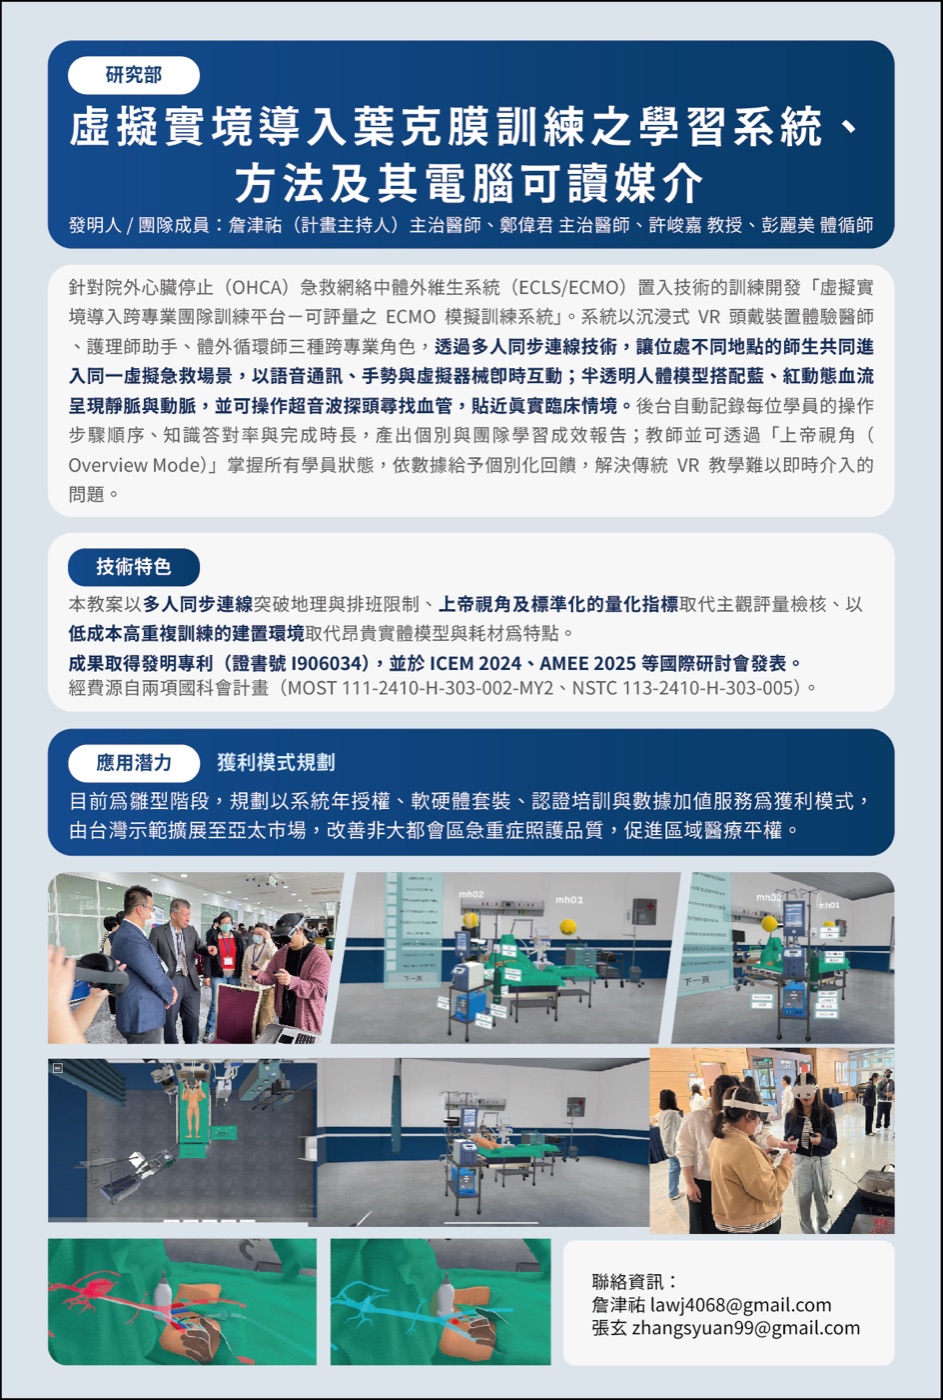 研究部
虛擬實境導入葉克膜訓練之學習系統、
方法及其電腦可讀媒介
發明人 / 團隊成員：詹津祐（計畫主持人）主治醫師、鄭偉君 主治醫師、許峻嘉 教授、彭麗美 體循師
針對院外心臟停止（OHCA）急救網絡中體外維生系統（ECLS/ECMO）置入技術的訓練開發「虛擬實
境導入跨專業團隊訓練平台－可評量之 ECMO 模擬訓練系統」。系統以沉浸式 VR 頭戴裝置體驗醫師
、護理師助手、體外循環師三種跨專業角色，透過多人同步連線技術，讓位處不同地點的師生共同進
入同一虛擬急救場景，以語音通訊、手勢與虛擬器械即時互動；半透明人體模型搭配藍、紅動態血流
呈現靜脈與動脈，並可操作超音波探頭尋找血管，貼近真實臨床情境。後台自動記錄每位學員的操作
步驟順序、知識答對率與完成時長，產出個別與團隊學習成效報告；教師並可透過「上帝視角（
Overview Mode）」掌握所有學員狀態，依數據給予個別化回饋，解決傳統 VR 教學難以即時介入的
問題。
技術特色
本教案以多人同步連線突破地理與排班限制、上帝視角及標準化的量化指標取代主觀評量檢核、以
低成本高重複訓練的建置環境取代昂貴實體模型與耗材為特點。
成果取得發明專利（證書號 I906034），並於 ICEM 2024、AMEE 2025 等國際研討會發表。
經費源自兩項國科會計畫（MOST 111-2410-H-303-002-MY2、NSTC 113-2410-H-303-005）。
應用潛力
獲利模式規劃
目前為雛型階段，規劃以系統年授權、軟硬體套裝、認證培訓與數據加值服務為獲利模式，
由台灣示範擴展至亞太市場，改善非大都會區急重症照護品質，促進區域醫療平權。
mh02
mh01
下一頁
mh02
mh01
下一頁
聯絡資訊：
詹津祐 lawj4068@gmail.com
張玄 zhangsyuan99@gmail.com